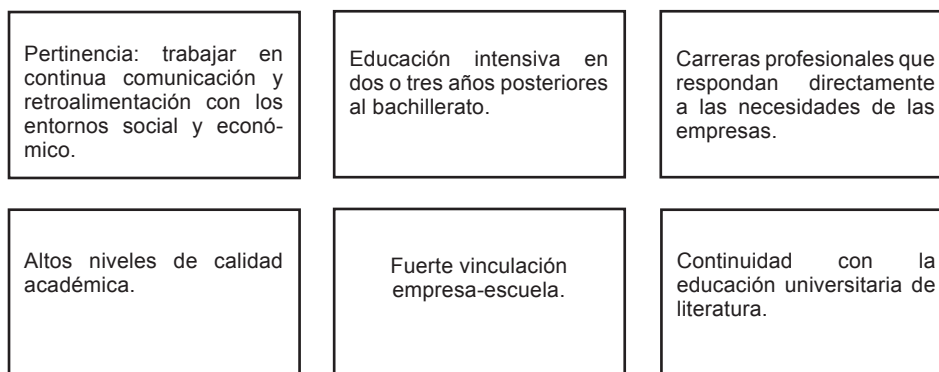 Pertinencia: trabajar en
continua comunicación y
retroalimentación con los
entornos social y econó-
mico.
Educación intensiva en
dos o tres años posteriores
al bachillerato.
Carreras profesionales que
respondan directamente
a las necesidades de las
empresas.
Altos niveles de calidad
académica.
Fuerte vinculación
empresa-escuela.
Continuidad con la
educación universitaria de
literatura.